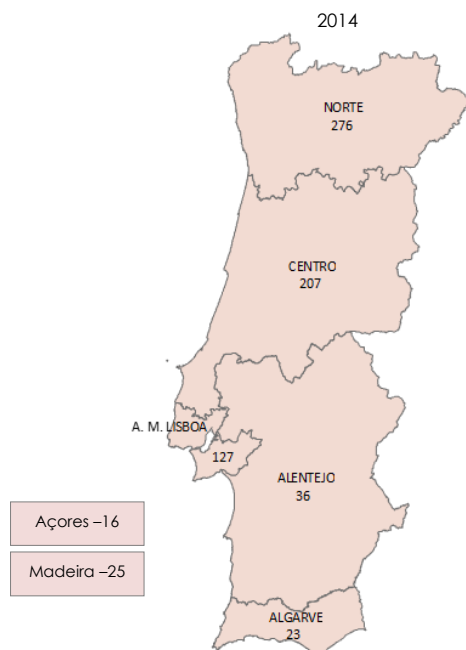 2014
NORTE
276
CENTRO
207
A. M. LISBOA
127
ALENTEJO
36
Açores –16
Madeira –25
ALGARVE
23